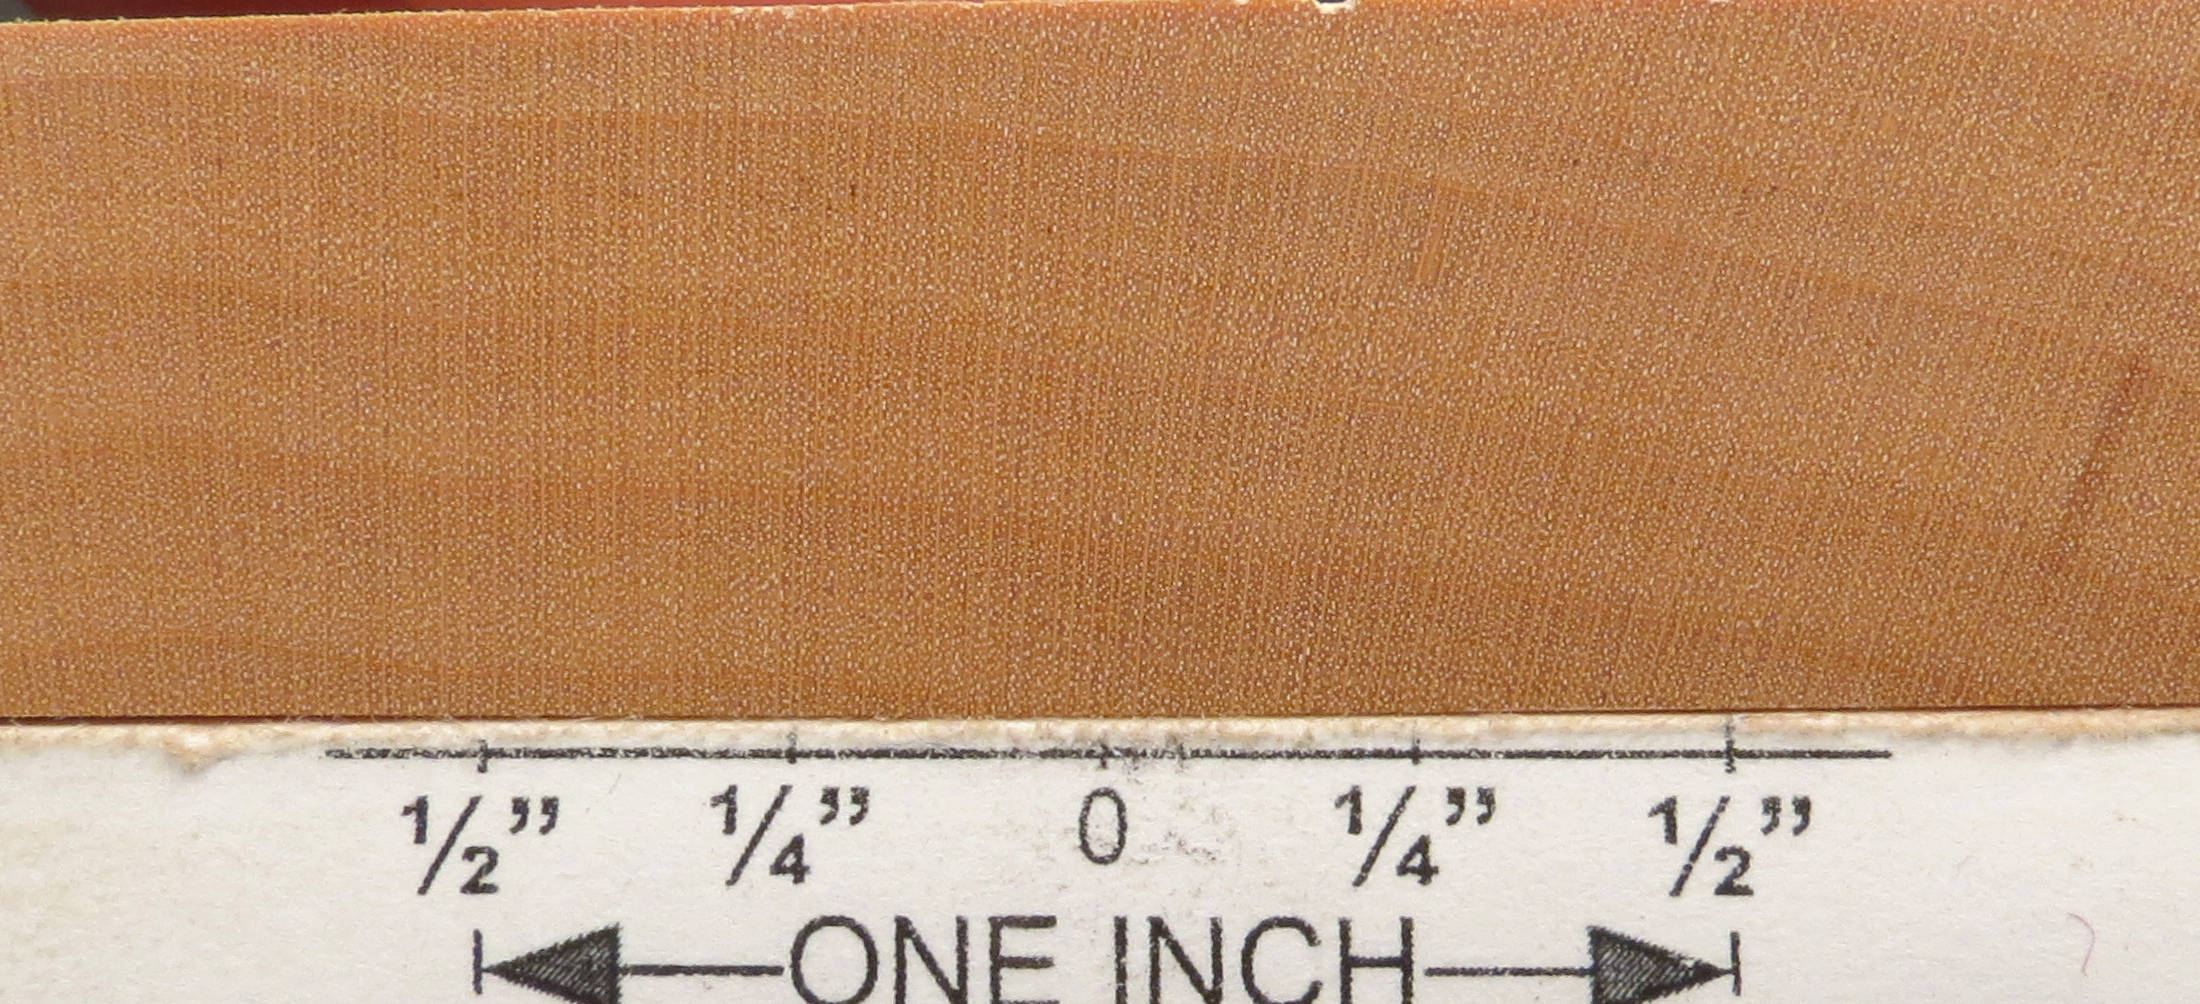 1/2” 1/4” 0 1/4” 1/2”
ONE INCH